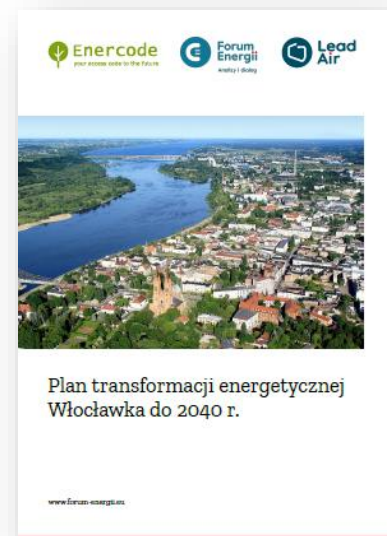 Enercode
your access code to the future
Forum
Energii
Analizy i dialog
Lead
Air
Plan transformacji energetycznej
Włocławka do 2040 r.
www.forum-energii.eu